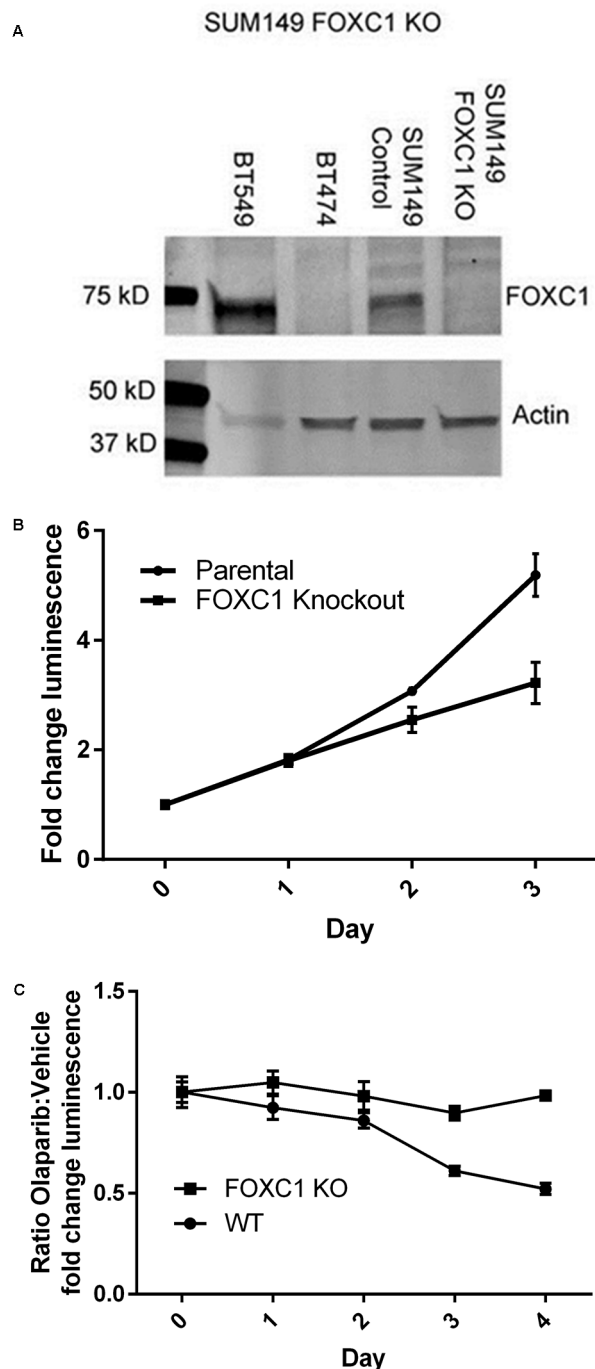 A
SUM149 FOXC1 KO
BT549
BT474
SUM149
Control
SUM149
FOXC1 KO
75 kD
FOXC1
50 kD
37 kD
Actin
B
Fold change luminescence
6
4
2
0
Parental
FOXC1 Knockout
0 1 2 3
Day
C
Ratio Olaparib:Vehicle
fold change luminescence
1.5
1.0
0.5
0.0
FOXC1 KO
WT
0 1 2 3 4
Day